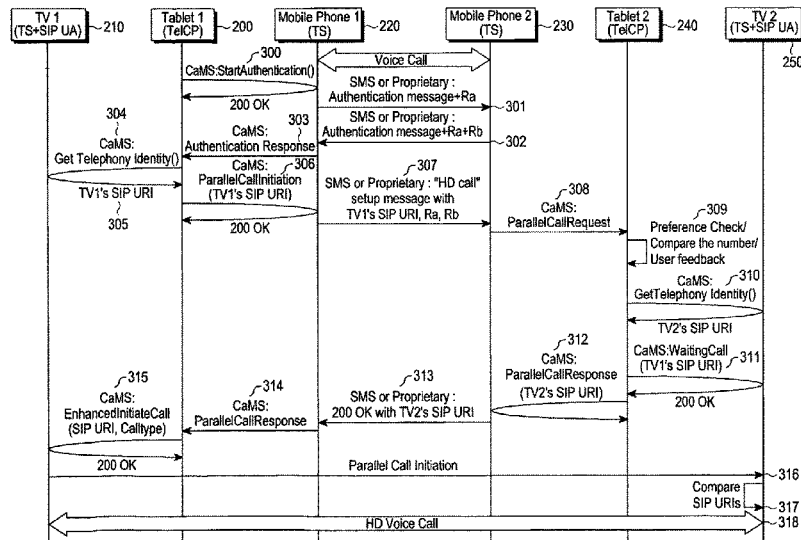 TV 1
(TS+SIP UA)
210
Tablet 1
(TelCP)
200
Mobile Phone 1
(TS)
220
Mobile Phone 2
(TS)
230
Tablet 2
(TelCP)
240
TV 2
(TS+SIP UA)
250
300
CaMS:StartAuthentication()
200 OK
Voice Call
SMS or Proprietary :
Authentication message+Ra
301
SMS or Proprietary :
Authentication message+Ra+Rb
302
303
CaMS:
Authentication Response
304
CaMS:
Get Telephony Identity()
TV1's SIP URI
305
306
CaMS:
ParallelCallInitiation
(TV1's SIP URI)
200 OK
307
SMS or Proprietary : "HD call"
setup message with
TV1's SIP URI, Ra, Rb
308
CaMS:
ParallelCallRequest
309
Preference Check/
Compare the number/
User feedback
310
CaMS:
GetTelephony Identity()
TV2's SIP URI
311
CaMS:WaitingCall
(TV1's SIP URI)
200 OK
312
CaMS:
ParallelCallResponse
(TV2's SIP URI)
313
SMS or Proprietary :
200 OK with TV2's SIP URI
314
CaMS:
ParallelCallResponse
315
CaMS:
EnhancedInitiateCall
(SIP URI, Calltype)
200 OK
Parallel Call Initiation
316
Compare
SIP URIs
317
HD Voice Call
318